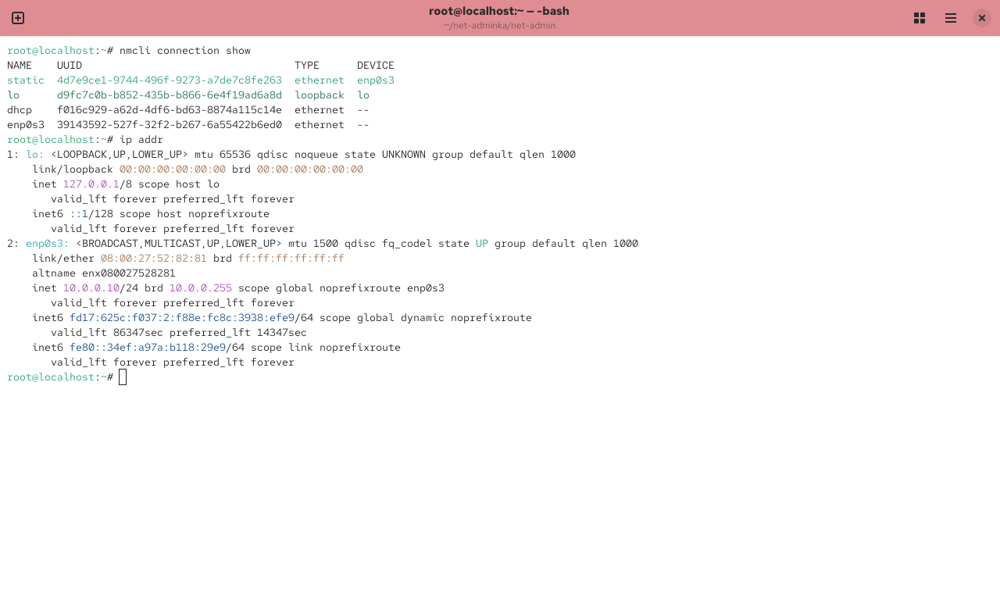 root@localhost:~ — -bash
~/net-adminka/net-admin
root@localhost:~# nmcli connection show
NAME    UUID                                  TYPE      DEVICE
static  4d7e9ce1-9744-496f-9273-a7de7c8fe263  ethernet  enp0s3
lo      d9fc7c0b-b852-435b-b866-6e4f19ad6a8d  loopback  lo
dhcp    f016c929-a62d-4df6-bd63-8874a115c14e  ethernet  --
enp0s3  39143592-527f-32f2-b267-6a55422b6ed0  ethernet  --
root@localhost:~# ip addr
1: lo: <LOOPBACK,UP,LOWER_UP> mtu 65536 qdisc noqueue state UNKNOWN group default qlen 1000
    link/loopback 00:00:00:00:00:00 brd 00:00:00:00:00:00
    inet 127.0.0.1/8 scope host lo
       valid_lft forever preferred_lft forever
    inet6 ::1/128 scope host noprefixroute
       valid_lft forever preferred_lft forever
2: enp0s3: <BROADCAST,MULTICAST,UP,LOWER_UP> mtu 1500 qdisc fq_codel state UP group default qlen 1000
    link/ether 08:00:27:52:82:81 brd ff:ff:ff:ff:ff:ff
    altname enx080027528281
    inet 10.0.0.10/24 brd 10.0.0.255 scope global noprefixroute enp0s3
       valid_lft forever preferred_lft forever
    inet6 fd17:625c:f037:2:f88e:fc8c:3938:efe9/64 scope global dynamic noprefixroute
       valid_lft 86347sec preferred_lft 14347sec
    inet6 fe80::34ef:a97a:b118:29e9/64 scope link noprefixroute
       valid_lft forever preferred_lft forever
root@localhost:~#